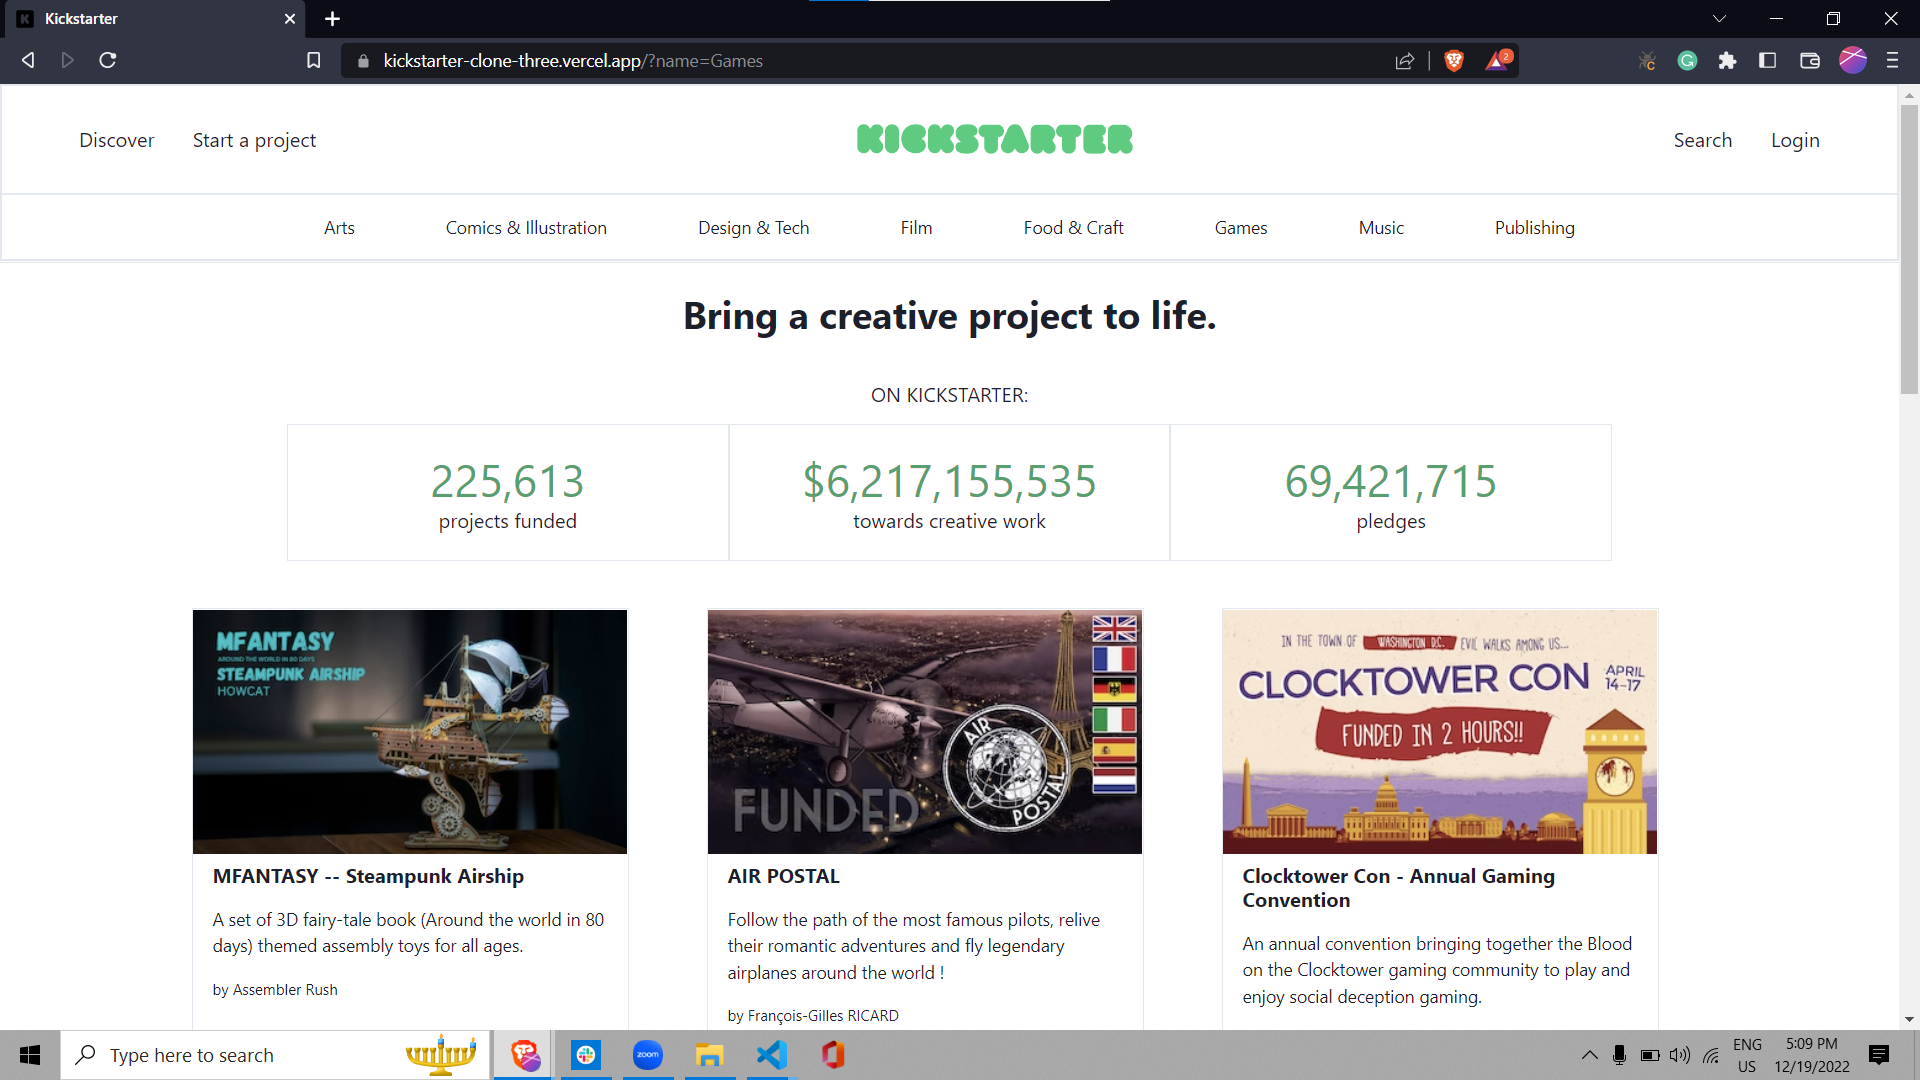 Kickstarter
kickstarter-clone-three.vercel.app/?name=Games
2
Discover
Start a project
KICKSTARTER
Search
Login
Arts
Comics & Illustration
Design & Tech
Film
Food & Craft
Games
Music
Publishing
Bring a creative project to life.
ON KICKSTARTER:
225,613
projects funded
$6,217,155,535
towards creative work
69,421,715
pledges
MFANTASY
AROUND THE WORLD IN 80 DAYS
STEAMPUNK AIRSHIP
HOWCAT
MFANTASY -- Steampunk Airship
A set of 3D fairy-tale book (Around the world in 80
days) themed assembly toys for all ages.
by Assembler Rush
AIR
POSTAL
FUNDED
AIR POSTAL
Follow the path of the most famous pilots, relive
their romantic adventures and fly legendary
airplanes around the world !
by François-Gilles RICARD
IN THE TOWN OF WASHINGTON D.C. EVIL WALKS AMONG US...
CLOCKTOWER CON
APRIL
14-17
FUNDED IN 2 HOURS!!
Clocktower Con - Annual Gaming
Convention
An annual convention bringing together the Blood
on the Clocktower gaming community to play and
enjoy social deception gaming.
Type here to search
zoom
ENG
US
5:09 PM
12/19/2022